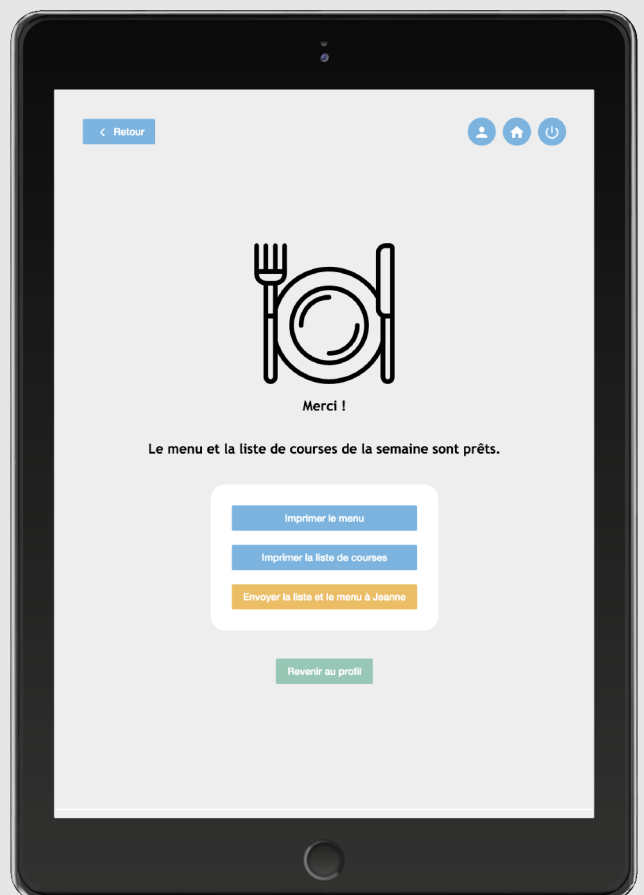 Retour
Merci !
Le menu et la liste de courses de la semaine sont prêts.
Imprimer le menu
Imprimer la liste de courses
Envoyer la liste et le menu à Jeanne
Revenir au profil